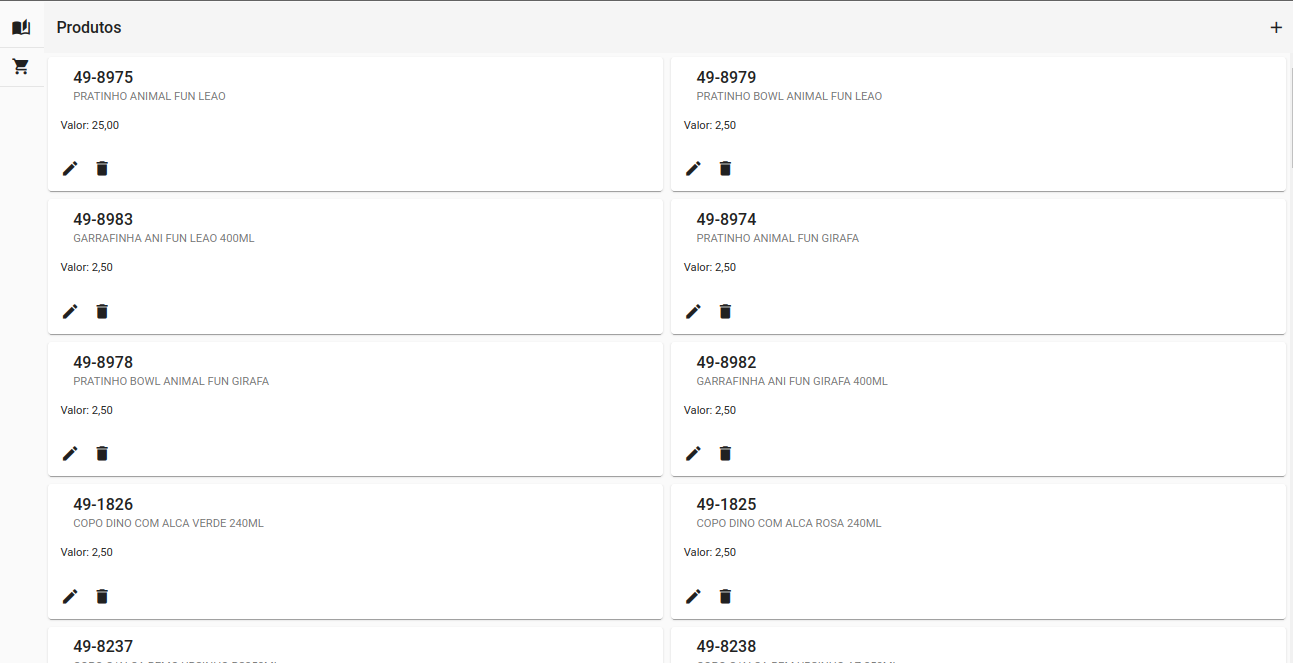 Produtos
49-8975
PRATINHO ANIMAL FUN LEAO
Valor: 25,00
49-8979
PRATINHO BOWL ANIMAL FUN LEAO
Valor: 2,50
49-8983
GARRAFINHA ANI FUN LEAO 400ML
Valor: 2,50
49-8974
PRATINHO ANIMAL FUN GIRAFA
Valor: 2,50
49-8978
PRATINHO BOWL ANIMAL FUN GIRAFA
Valor: 2,50
49-8982
GARRAFINHA ANI FUN GIRAFA 400ML
Valor: 2,50
49-1826
COPO DINO COM ALCA VERDE 240ML
Valor: 2,50
49-1825
COPO DINO COM ALCA ROSA 240ML
Valor: 2,50
49-8237
49-8238